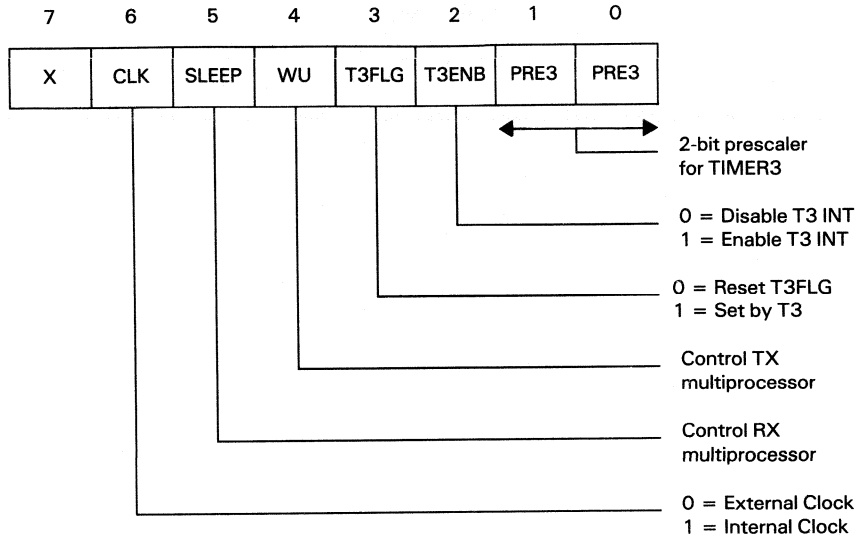 7 6 5 4 3 2 1 0
X CLK SLEEP WU T3FLG T3ENB PRE3 PRE3
2-bit prescaler
for TIMER3
0 = Disable T3 INT
1 = Enable T3 INT
0 = Reset T3FLG
1 = Set by T3
Control TX
multiprocessor
Control RX
multiprocessor
0 = External Clock
1 = Internal Clock